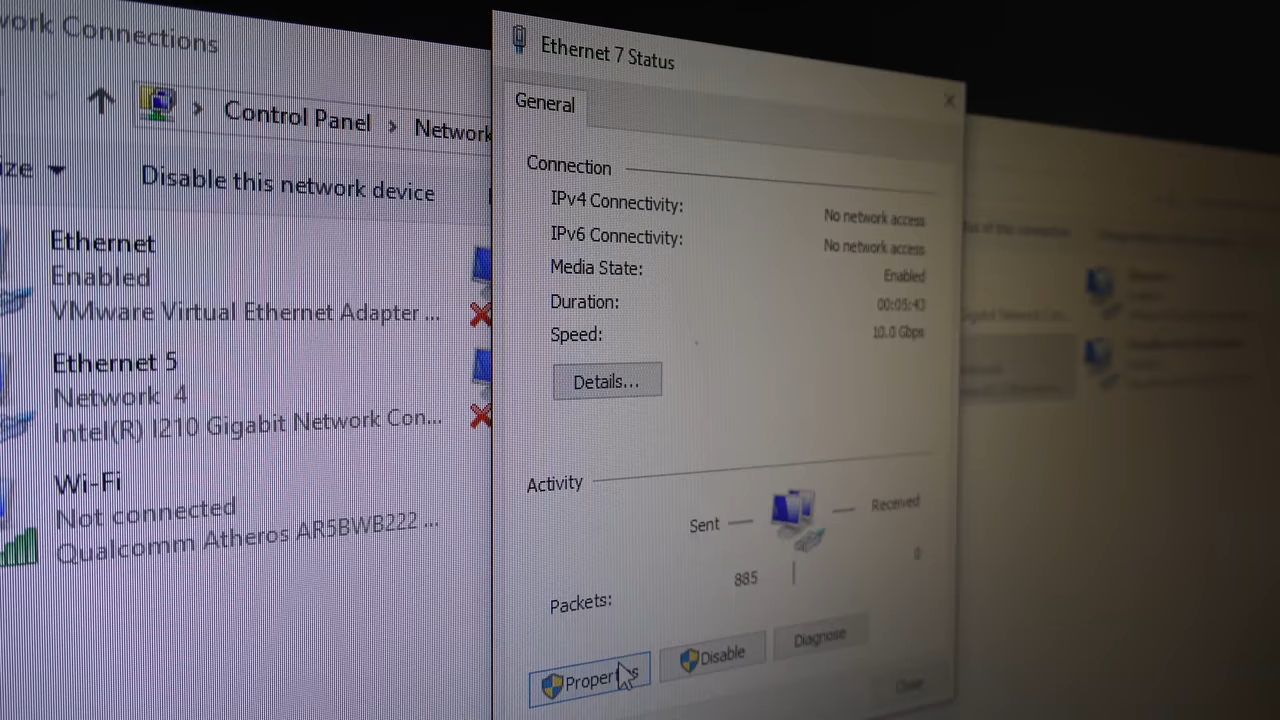 work Connections
Control Panel
Network
ize
Disable this network device
Ethernet
Enabled
VMware Virtual Ethernet Adapter ...
Ethernet 5
Network 4
Intel(R) I210 Gigabit Network Con...
Wi-Fi
Not connected
Qualcomm Atheros AR5BWB222 ...
Ethernet 7 Status
General
Connection
IPv4 Connectivity: No network access
IPv6 Connectivity: No network access
Media State: Enabled
Duration: 00:05:43
Speed: 10.0 Gbps
Details...
Activity
Sent Received
Packets: 885 0
Properties Disable Diagnose
Close